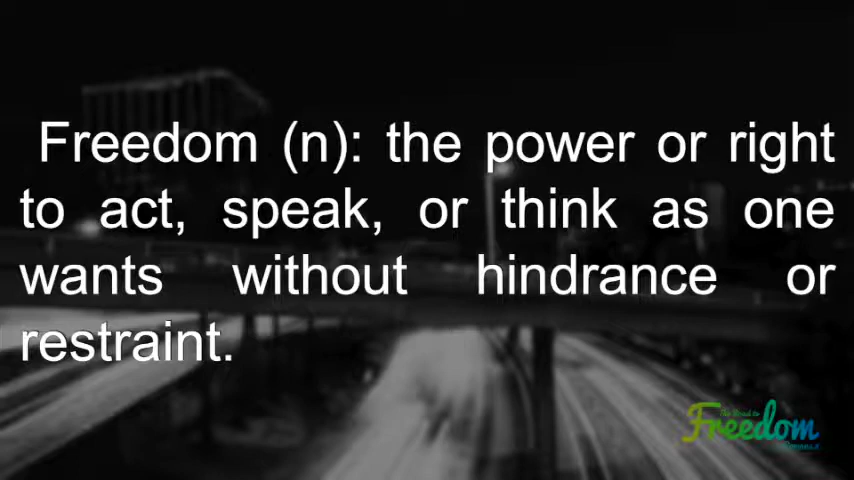 Freedom (n): the power or right
to act, speak, or think as one
wants without hindrance or
restraint.
The Road to
Freedom